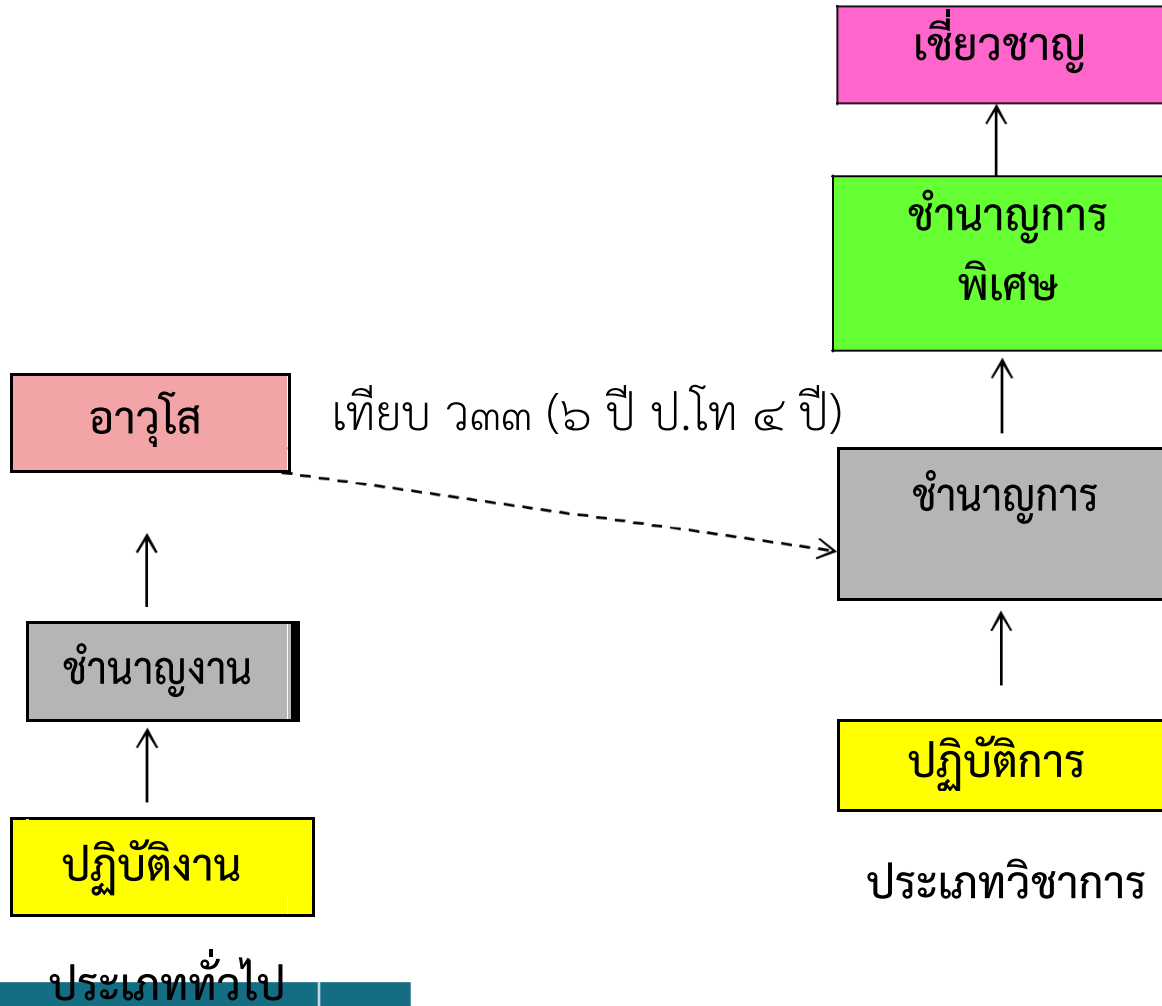 เชี่ยวชาญ
ชำนาญการ
พิเศษ
อาวุโส
เทียบ ว๓๓ (๖ ปี ป.โท ๔ ปี)
ชำนาญการ
ชำนาญงาน
ปฏิบัติการ
ปฏิบัติงาน
ประเภทวิชาการ
ประเภททั่วไป